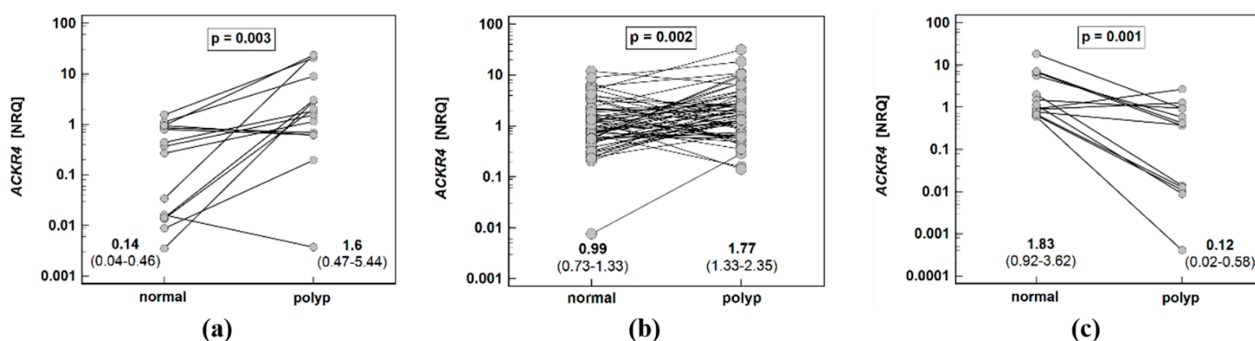 100
10
1
0.1
0.01
0.001
ACKR4 [NRQ]
p = 0.003
0.14
(0.04-0.46)
1.6
(0.47-5.44)
normal polyp
(a)
100
10
1
0.1
0.01
0.001
ACKR4 [NRQ]
p = 0.002
0.99
(0.73-1.33)
1.77
(1.33-2.35)
normal polyp
(b)
100
10
1
0.1
0.01
0.001
0.0001
ACKR4 [NRQ]
p = 0.001
1.83
(0.92-3.62)
0.12
(0.02-0.58)
normal polyp
(c)